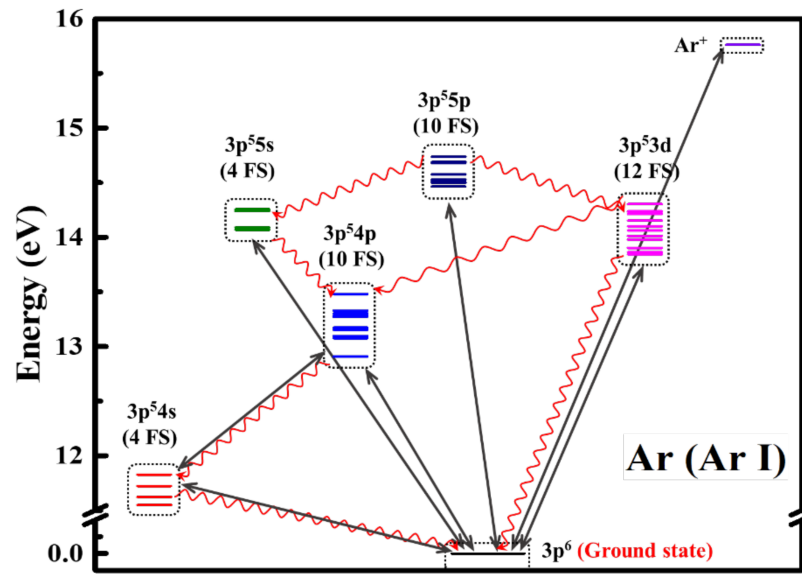 16
Ar⁺
3p⁵5p
(10 FS)
15
3p⁵5s
(4 FS)
3p⁵3d
(12 FS)
3p⁵4p
(10 FS)
14
Energy (eV)
13
3p⁵4s
(4 FS)
12
Ar (Ar I)
0.0
3p⁶ (Ground state)